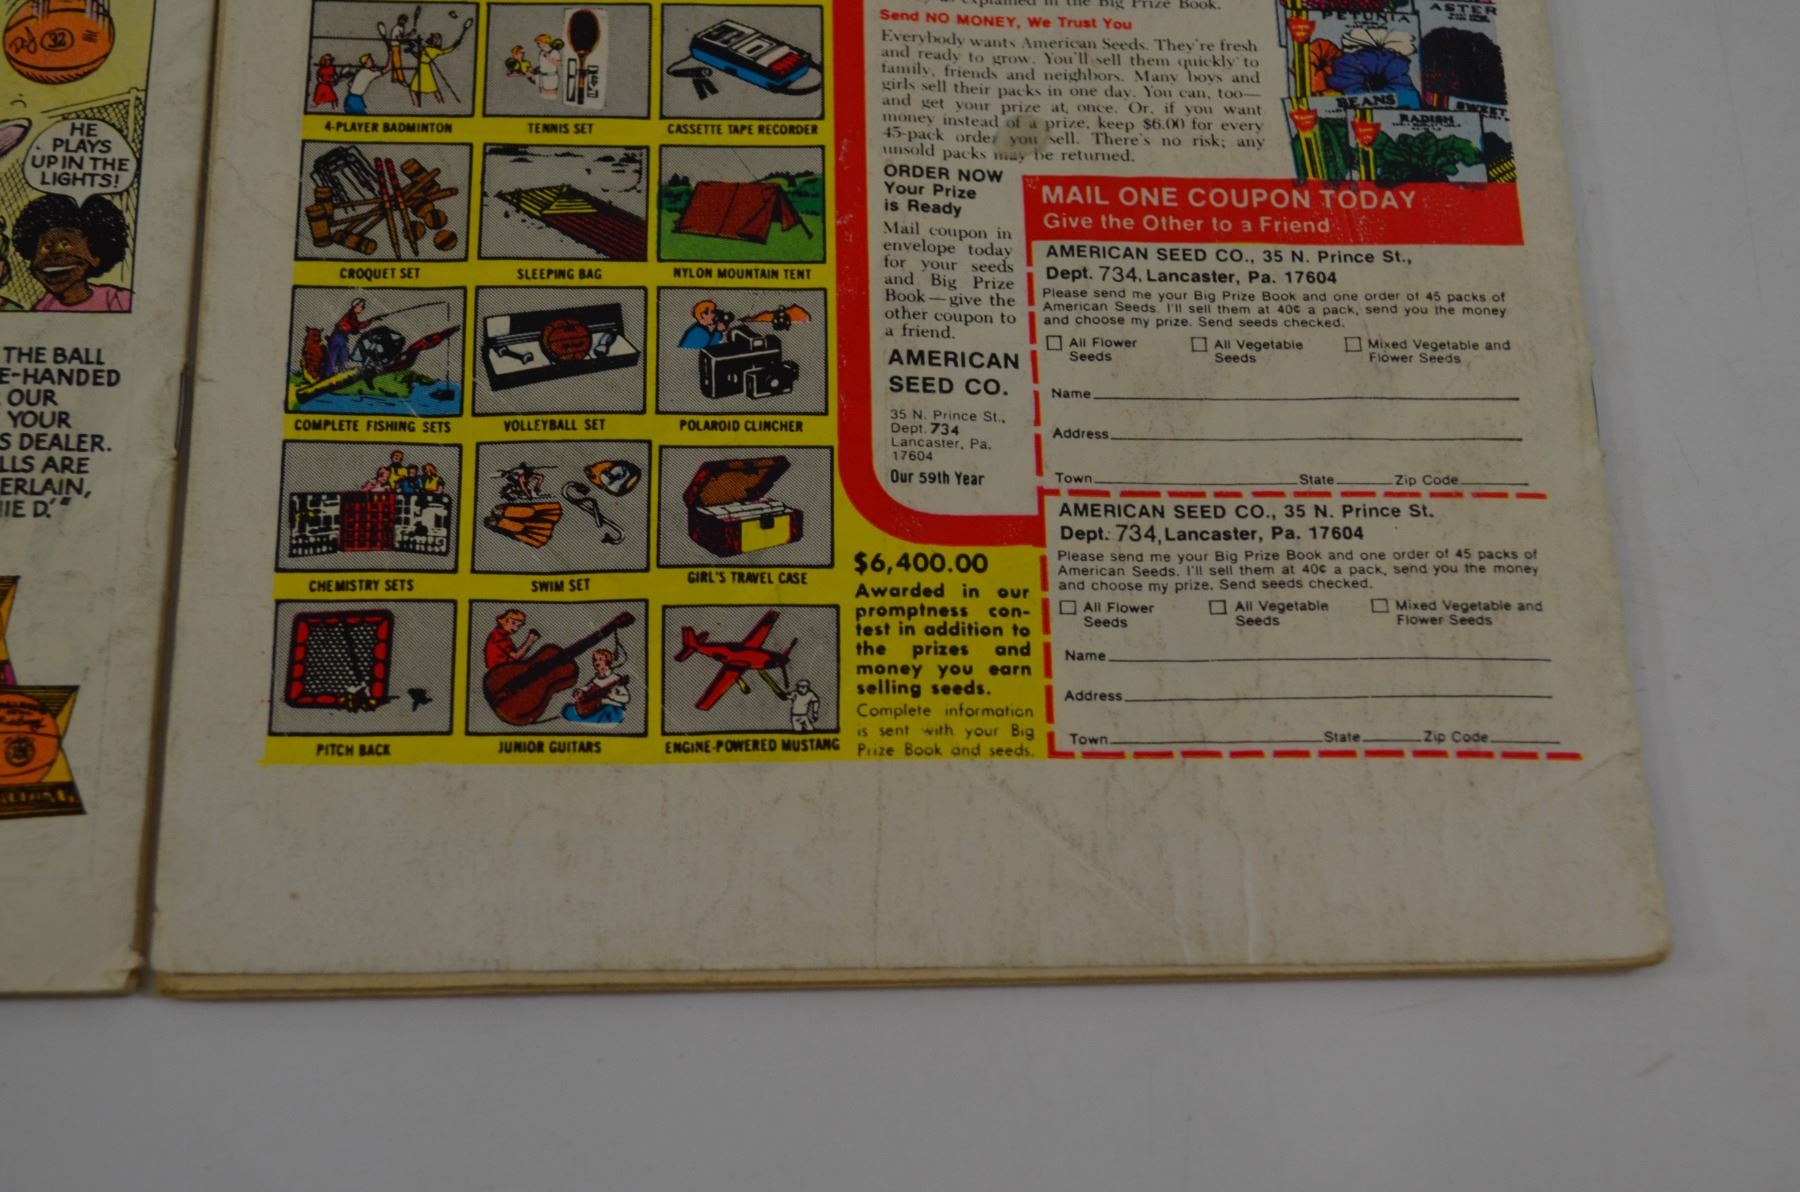 32
HE
PLAYS
UP IN THE
LIGHTS!
THE BALL
E-HANDED
OUR
YOUR
S DEALER.
LLS ARE
ERLAIN,
IE D.'"
4-PLAYER BADMINTON
TENNIS SET
CASSETTE TAPE RECORDER
CROQUET SET
SLEEPING BAG
NYLON MOUNTAIN TENT
COMPLETE FISHING SETS
VOLLEYBALL SET
POLAROID CLINCHER
CHEMISTRY SETS
SWIM SET
GIRL'S TRAVEL CASE
PITCH BACK
JUNIOR GUITARS
ENGINE-POWERED MUSTANG
explained in the Big Prize Book.
Send NO MONEY, We Trust You
Everybody wants American Seeds. They're fresh
and ready to grow. You'll sell them quickly to
family, friends and neighbors. Many boys and
girls sell their packs in one day. You can, too—
and get your prize at once. Or, if you want
money instead of a prize, keep $6.00 for every
45-pack order you sell. There's no risk; any
unsold packs may be returned.
ORDER NOW
Your Prize
is Ready
Mail coupon in
envelope today
for your seeds
and Big Prize
Book—give the
other coupon to
a friend.
AMERICAN
SEED CO.
35 N. Prince St.,
Dept. 734
Lancaster, Pa.
17604
Our 59th Year
$6,400.00
Awarded in our
promptness con-
test in addition to
the prizes and
money you earn
selling seeds.
Complete information
is sent with your Big
Prize Book and seeds.
PETUNIA
ASTER
BEANS
RADISH
SWEET
MAIL ONE COUPON TODAY
Give the Other to a Friend
AMERICAN SEED CO., 35 N. Prince St.,
Dept. 734, Lancaster, Pa. 17604
Please send me your Big Prize Book and one order of 45 packs of
American Seeds. I'll sell them at 40¢ a pack, send you the money
and choose my prize. Send seeds checked.
All Flower Seeds
All Vegetable Seeds
Mixed Vegetable and Flower Seeds
Name
Address
Town State Zip Code
AMERICAN SEED CO., 35 N. Prince St.
Dept. 734, Lancaster, Pa. 17604
Please send me your Big Prize Book and one order of 45 packs of
American Seeds. I'll sell them at 40¢ a pack, send you the money
and choose my prize. Send seeds checked.
All Flower Seeds
All Vegetable Seeds
Mixed Vegetable and Flower Seeds
Name
Address
Town State Zip Code